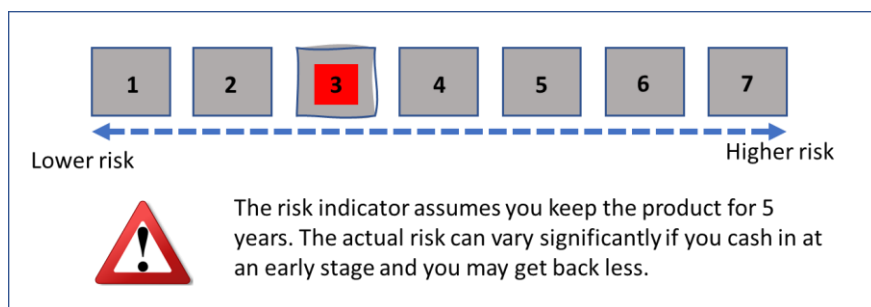 1 2 3 4 5 6 7
Lower risk
Higher risk
The risk indicator assumes you keep the product for 5
years. The actual risk can vary significantly if you cash in at
an early stage and you may get back less.